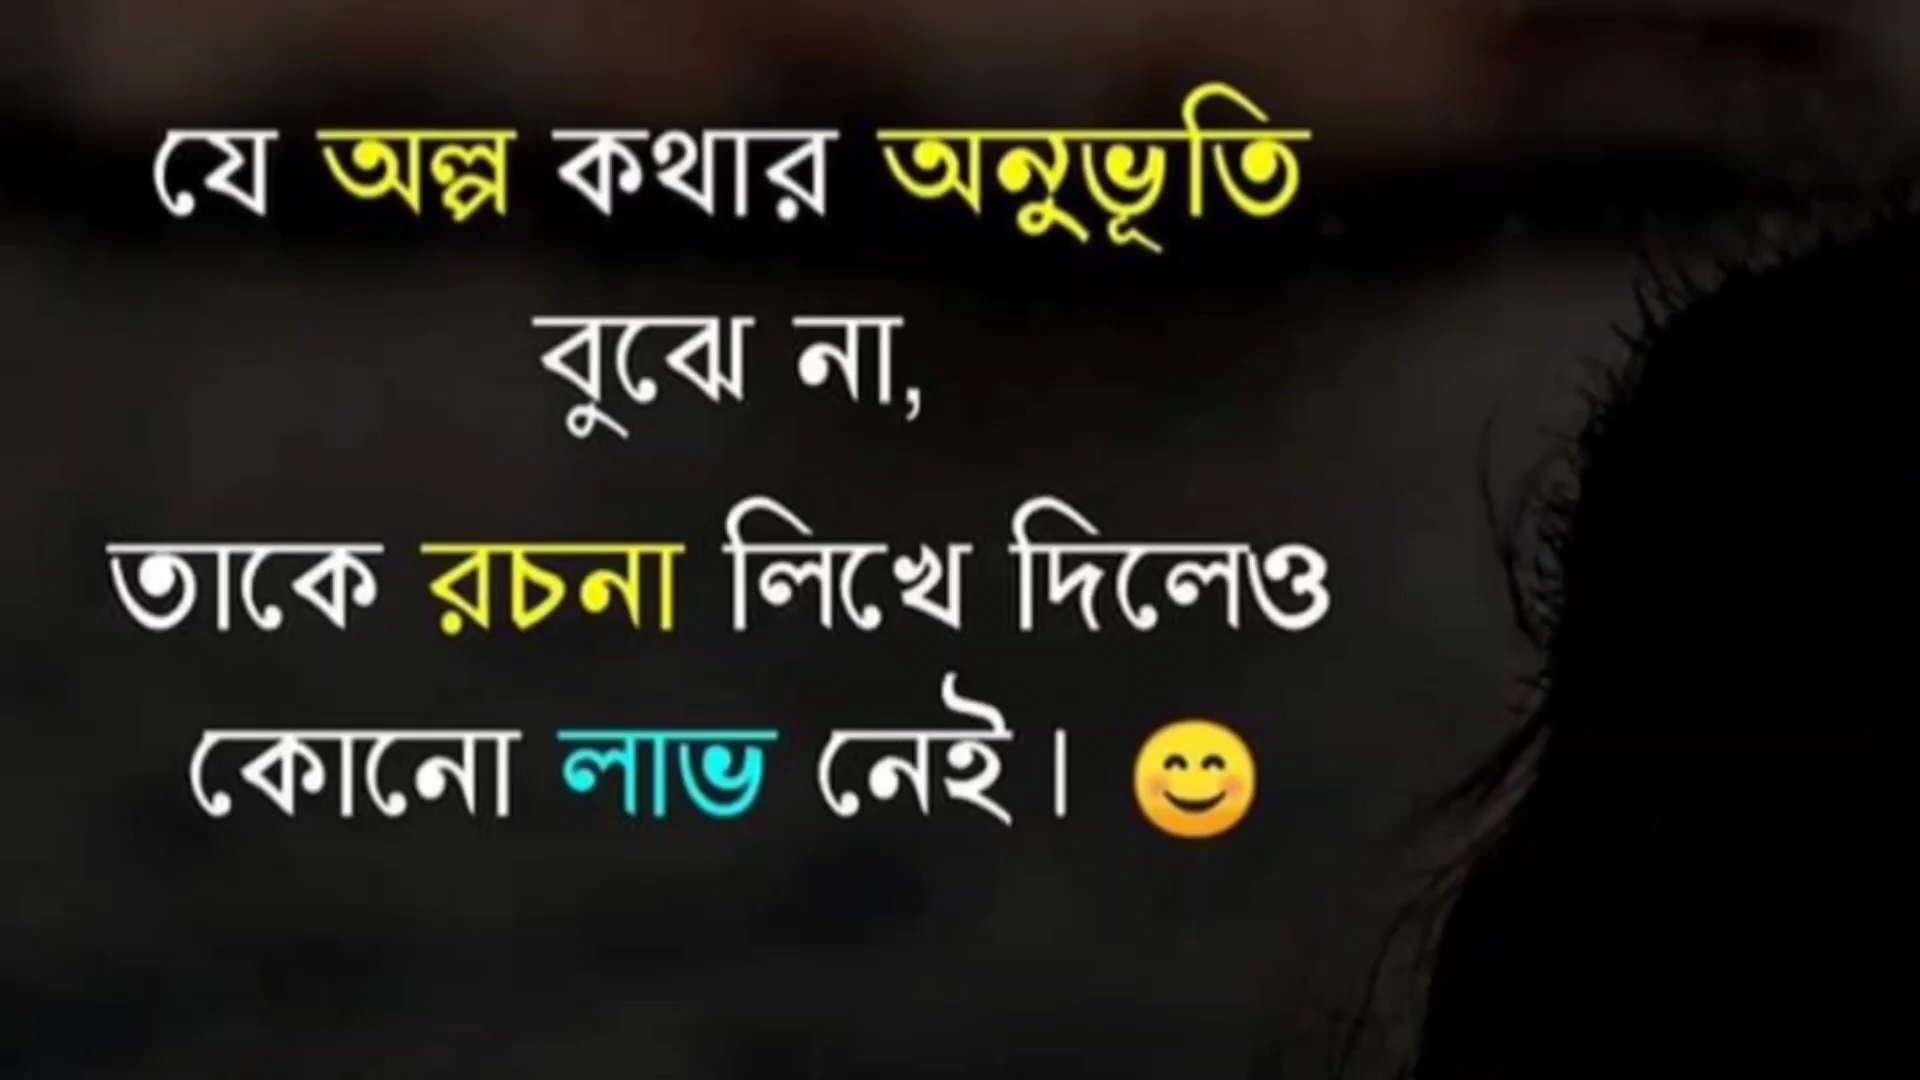 যে অল্প কথার অনুভূতি
বুঝে না,
তাকে রচনা লিখে দিলেও
কোনো লাভ নেই। 😊